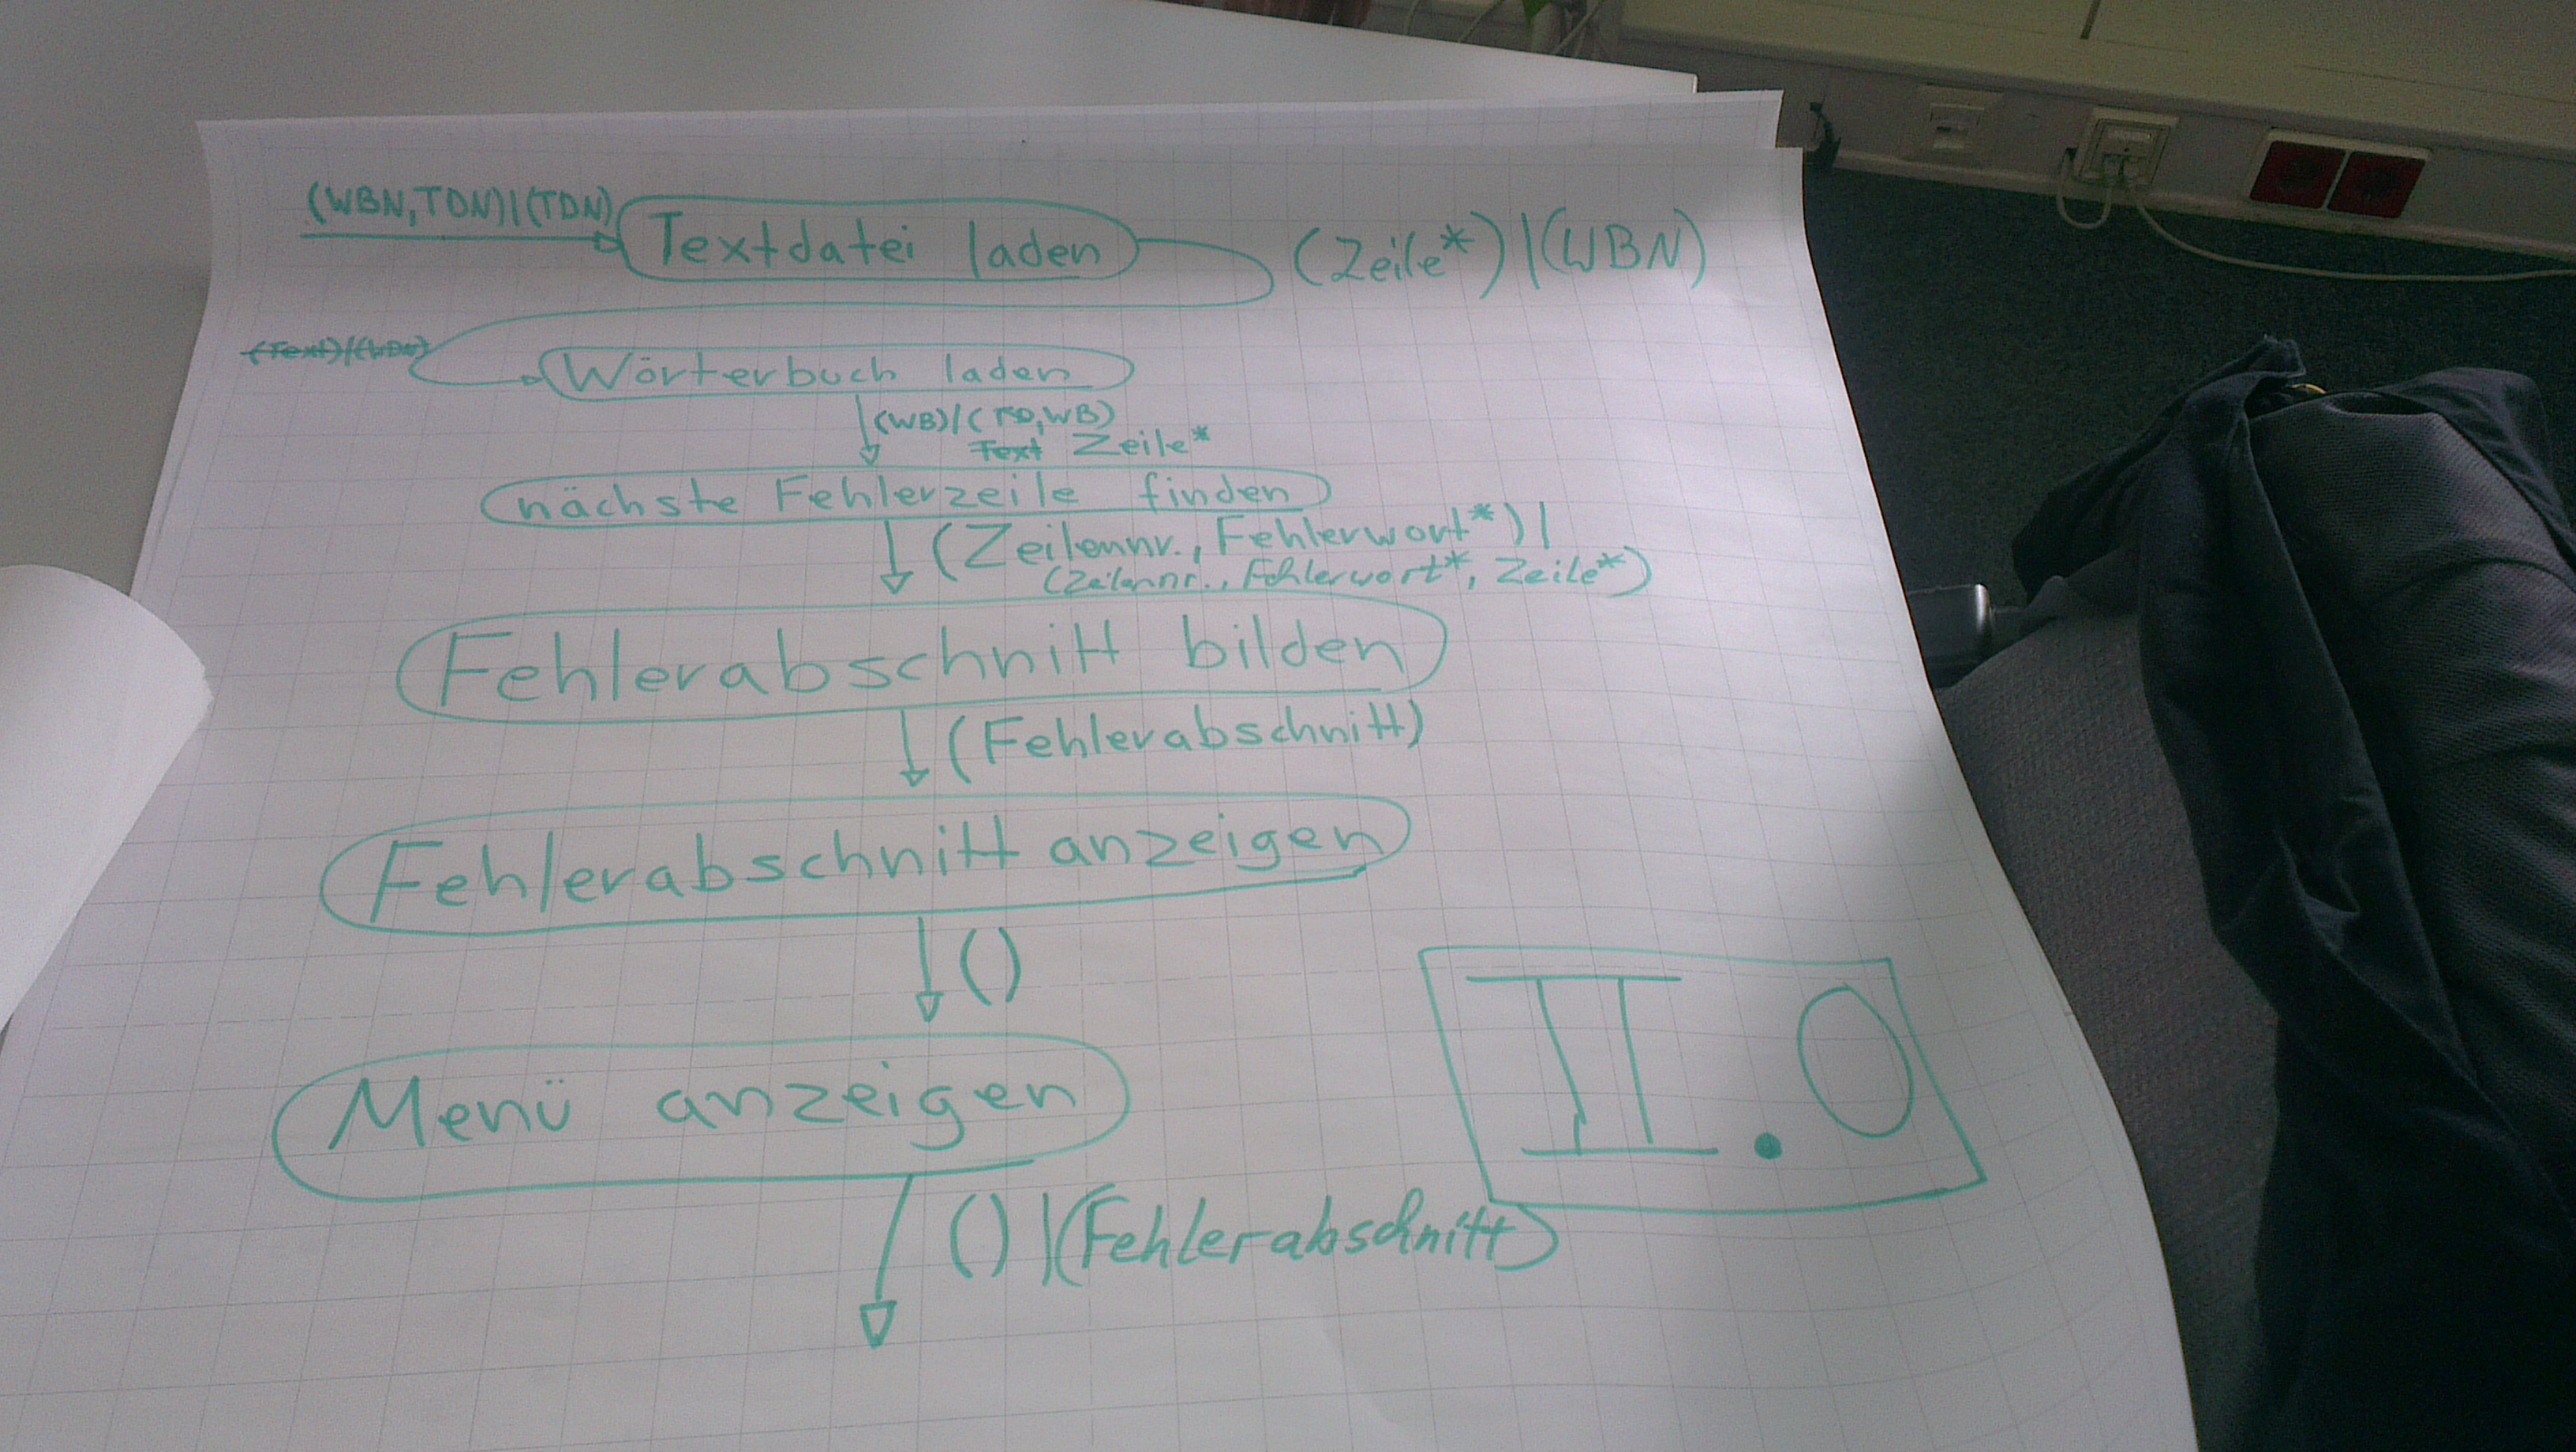 (WBN,TDN)|(TDN)
Textdatei laden
(Zeile*)|(WBN)
(Text)|(WBN)
Wörterbuch laden
(WB)|(TD,WB)
Text Zeile*
nächste Fehlerzeile finden
(Zeilennr., Fehlerwort*)|
(Zeilennr., Fehlerwort*, Zeile*)
Fehlerabschnitt bilden
(Fehlerabschnitt)
Fehlerabschnitt anzeigen
()
Menü anzeigen
II.0
()|(Fehlerabschnitt)